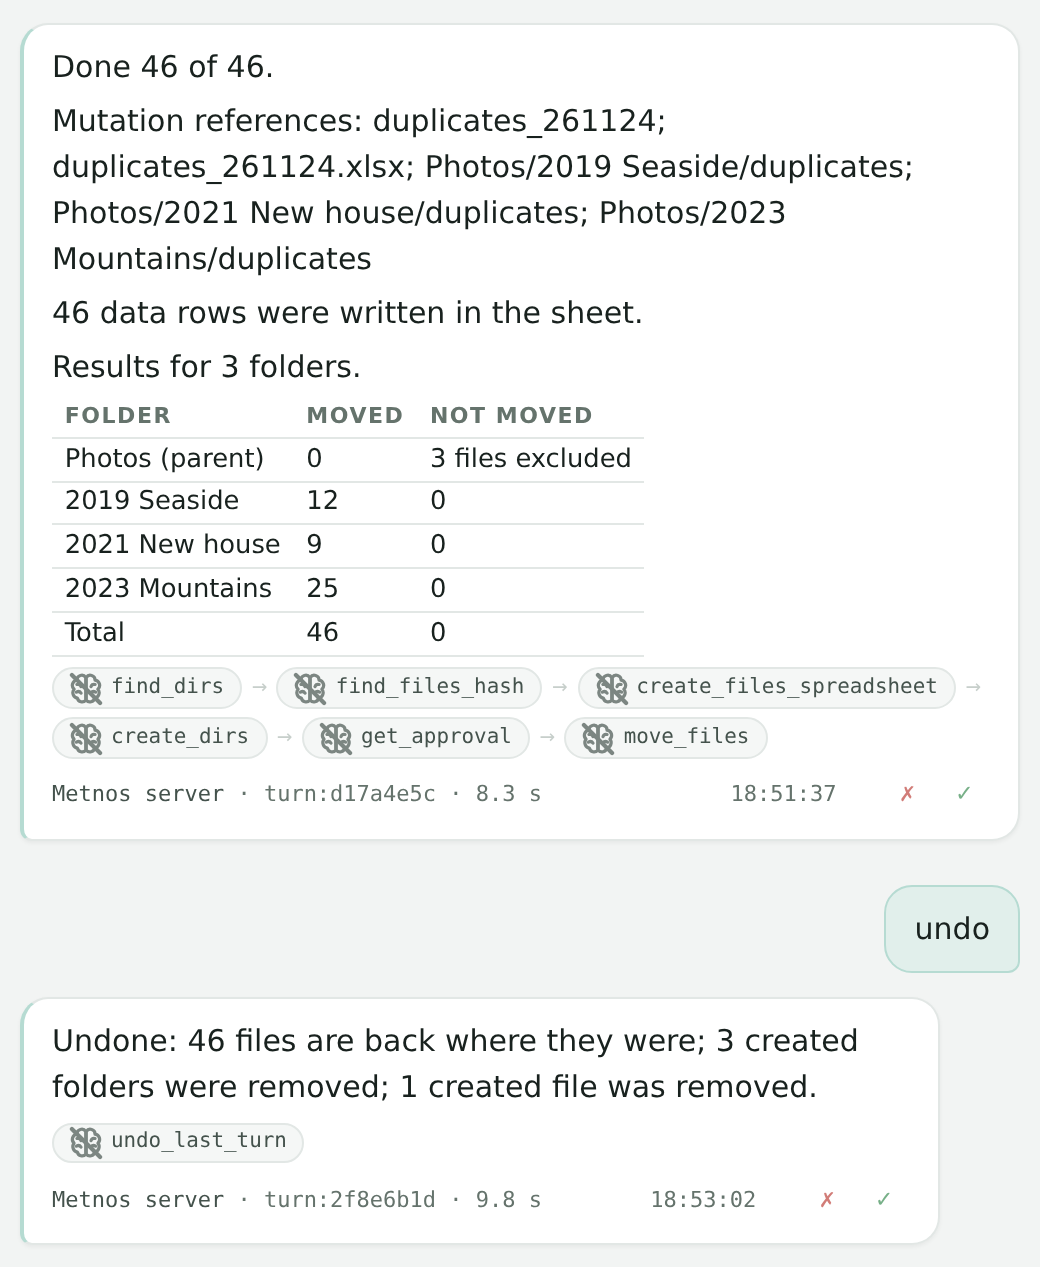 Done 46 of 46.
Mutation references: duplicates_261124;
duplicates_261124.xlsx; Photos/2019 Seaside/duplicates;
Photos/2021 New house/duplicates; Photos/2023
Mountains/duplicates
46 data rows were written in the sheet.
Results for 3 folders.
FOLDER MOVED NOT MOVED
Photos (parent) 0 3 files excluded
2019 Seaside 12 0
2021 New house 9 0
2023 Mountains 25 0
Total 46 0
find_dirs → find_files_hash → create_files_spreadsheet →
create_dirs → get_approval → move_files
Metnos server · turn:d17a4e5c · 8.3 s 18:51:37 ✗ ✓
undo
Undone: 46 files are back where they were; 3 created
folders were removed; 1 created file was removed.
undo_last_turn
Metnos server · turn:2f8e6b1d · 9.8 s 18:53:02 ✗ ✓